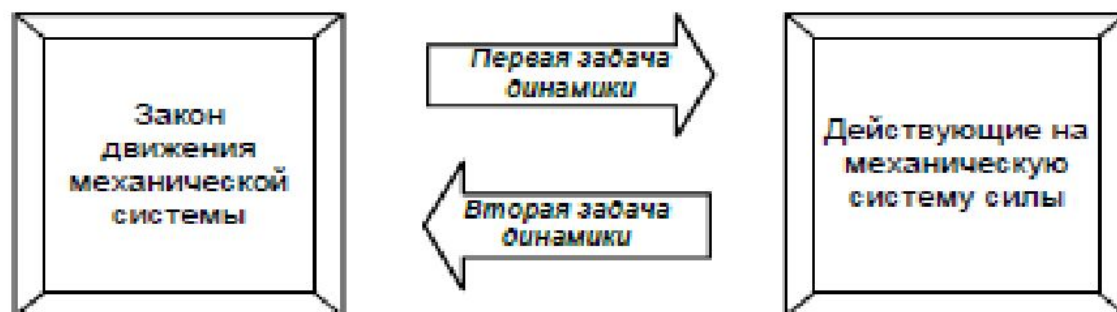 Закон
движения
механической
системы
Первая задача
динамики
Вторая задача
динамики
Действующие на
механическую
систему силы